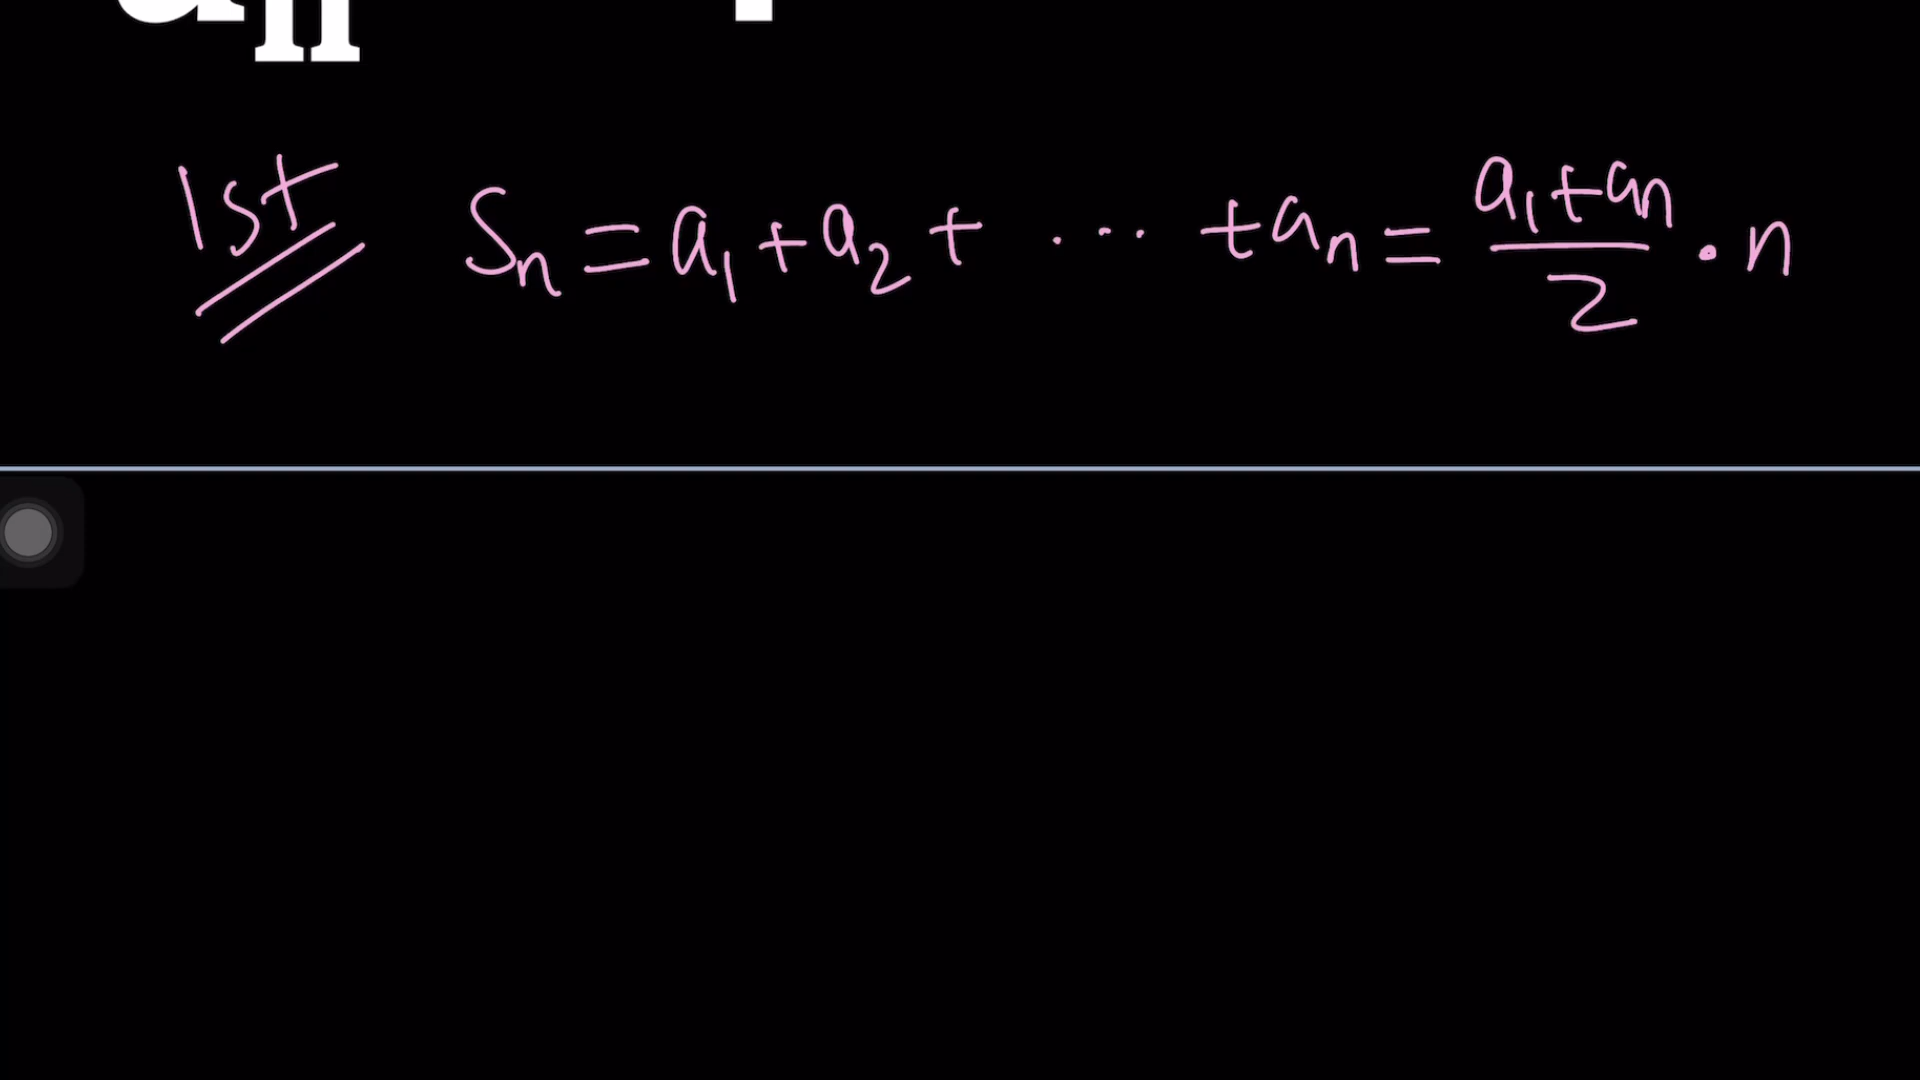 1st Sₙ = a₁ + a₂ + ... + aₙ = (a₁ + aₙ)/2 · n